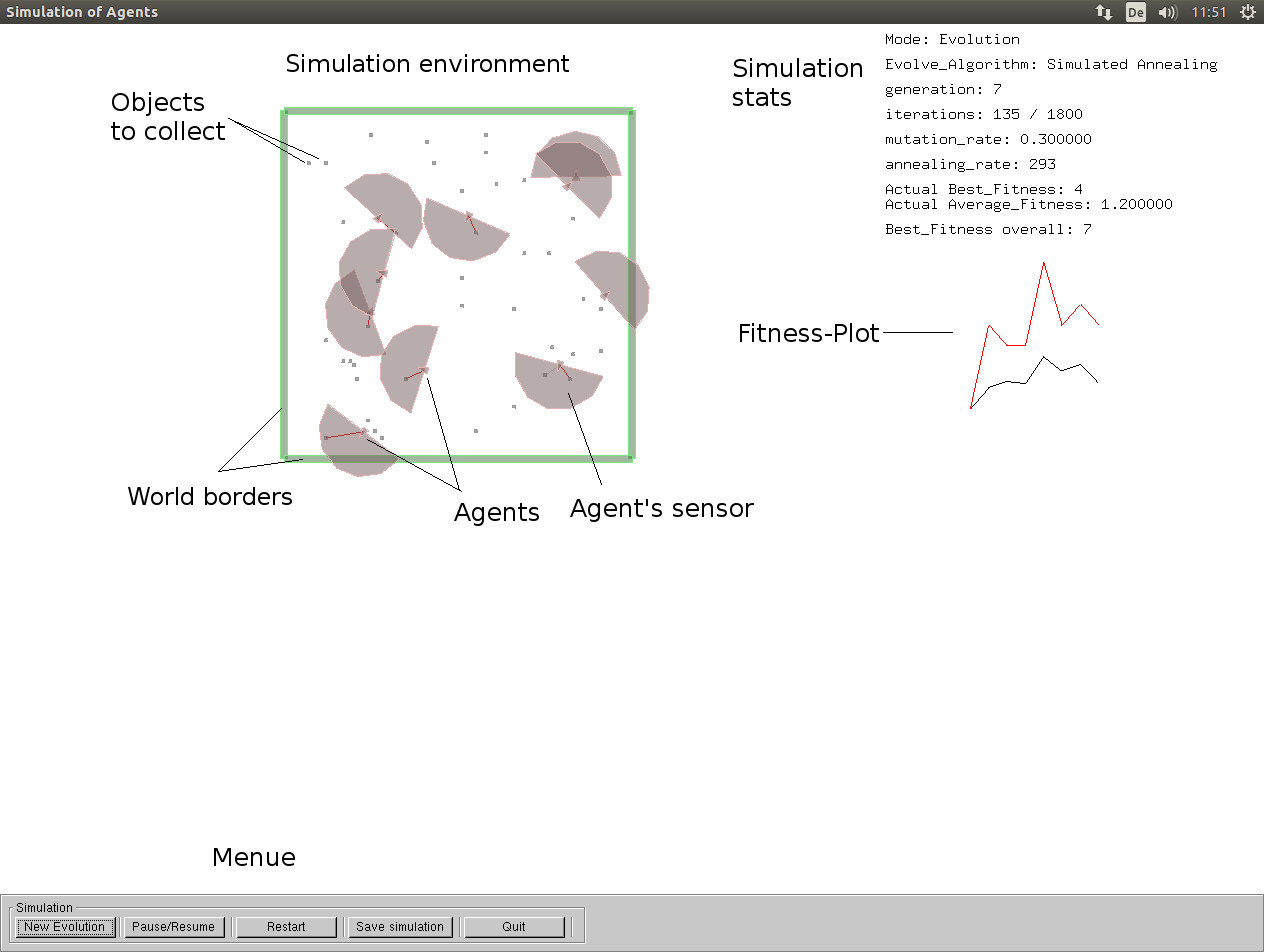 Simulation of Agents
De
11:51
Simulation environment
Objects
to collect
Simulation
stats
Mode: Evolution
Evolve_Algorithm: Simulated Annealing
generation: 7
iterations: 135 / 1800
mutation_rate: 0.300000
annealing_rate: 293
Actual Best_Fitness: 4
Actual Average_Fitness: 1.200000
Best_Fitness overall: 7
Fitness-Plot
World borders
Agents
Agent's sensor
Menue
Simulation
New Evolution
Pause/Resume
Restart
Save simulation
Quit